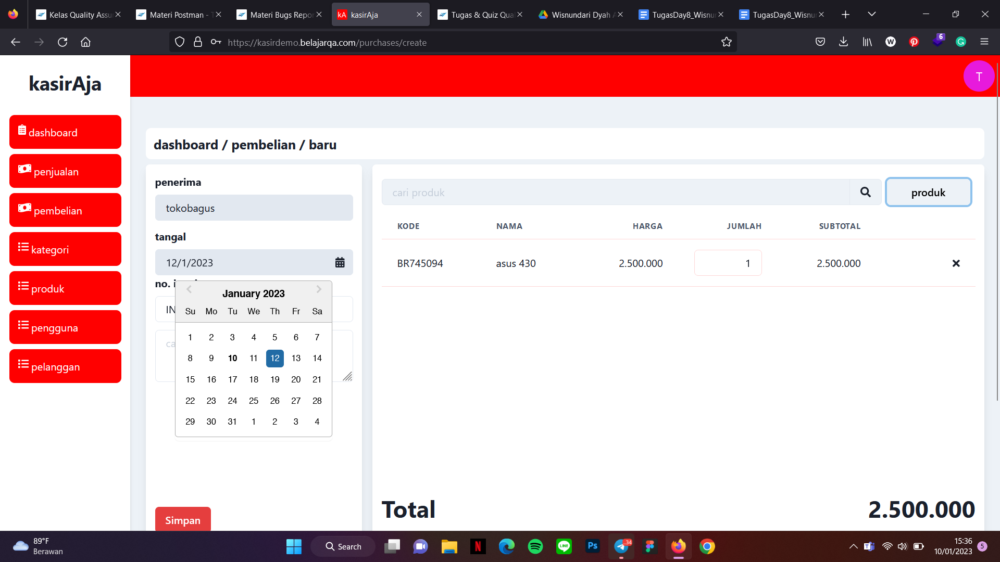 Kelas Quality Assu
Materi Postman - T
Materi Bugs Repor
kA kasirAja
Tugas & Quiz Qual
Wisnundari Dyah A
TugasDay8_Wisnu
TugasDay8_Wisnu
https://kasirdemo.belajarqa.com/purchases/create
W
6
G
kasirAja
T
dashboard
penjualan
pembelian
kategori
produk
pengguna
pelanggan
dashboard / pembelian / baru
penerima
tokobagus
tangal
12/1/2023
no. i
IN
ca
January 2023
Su Mo Tu We Th Fr Sa
1 2 3 4 5 6 7
8 9 10 11 12 13 14
15 16 17 18 19 20 21
22 23 24 25 26 27 28
29 30 31 1 2 3 4
Simpan
cari produk
produk
KODE NAMA HARGA JUMLAH SUBTOTAL
BR745094 asus 430 2.500.000 1 2.500.000
Total 2.500.000
89°F
Berawan
Search
N
LINE
Ps
34
15:36
10/01/2023
5